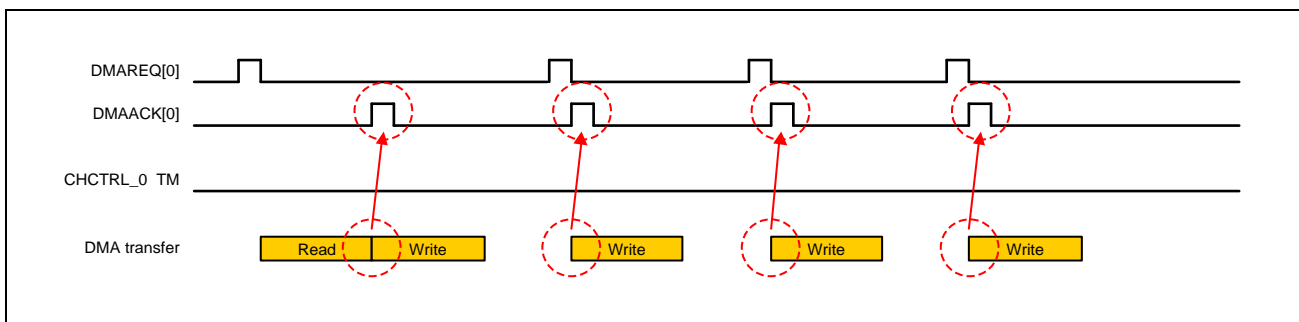 DMAREQ[0]
DMAACK[0]
CHCTRL_0 TM
DMA transfer
Read Write Write Write Write